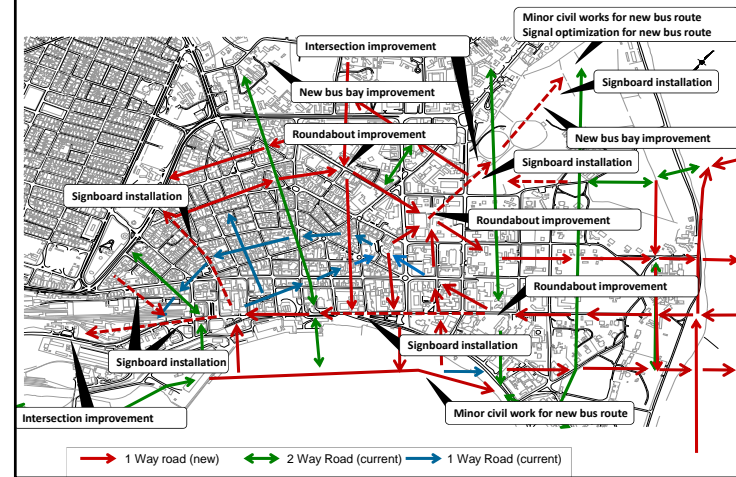 Minor civil works for new bus route
Signal optimization for new bus route
Intersection improvement
Signboard installation
New bus bay improvement
Roundabout improvement
New bus bay improvement
Signboard installation
Signboard installation
Roundabout improvement
Roundabout improvement
Signboard installation
Signboard installation
Intersection improvement
Minor civil work for new bus route
1 Way road (new)
2 Way Road (current)
1 Way Road (current)